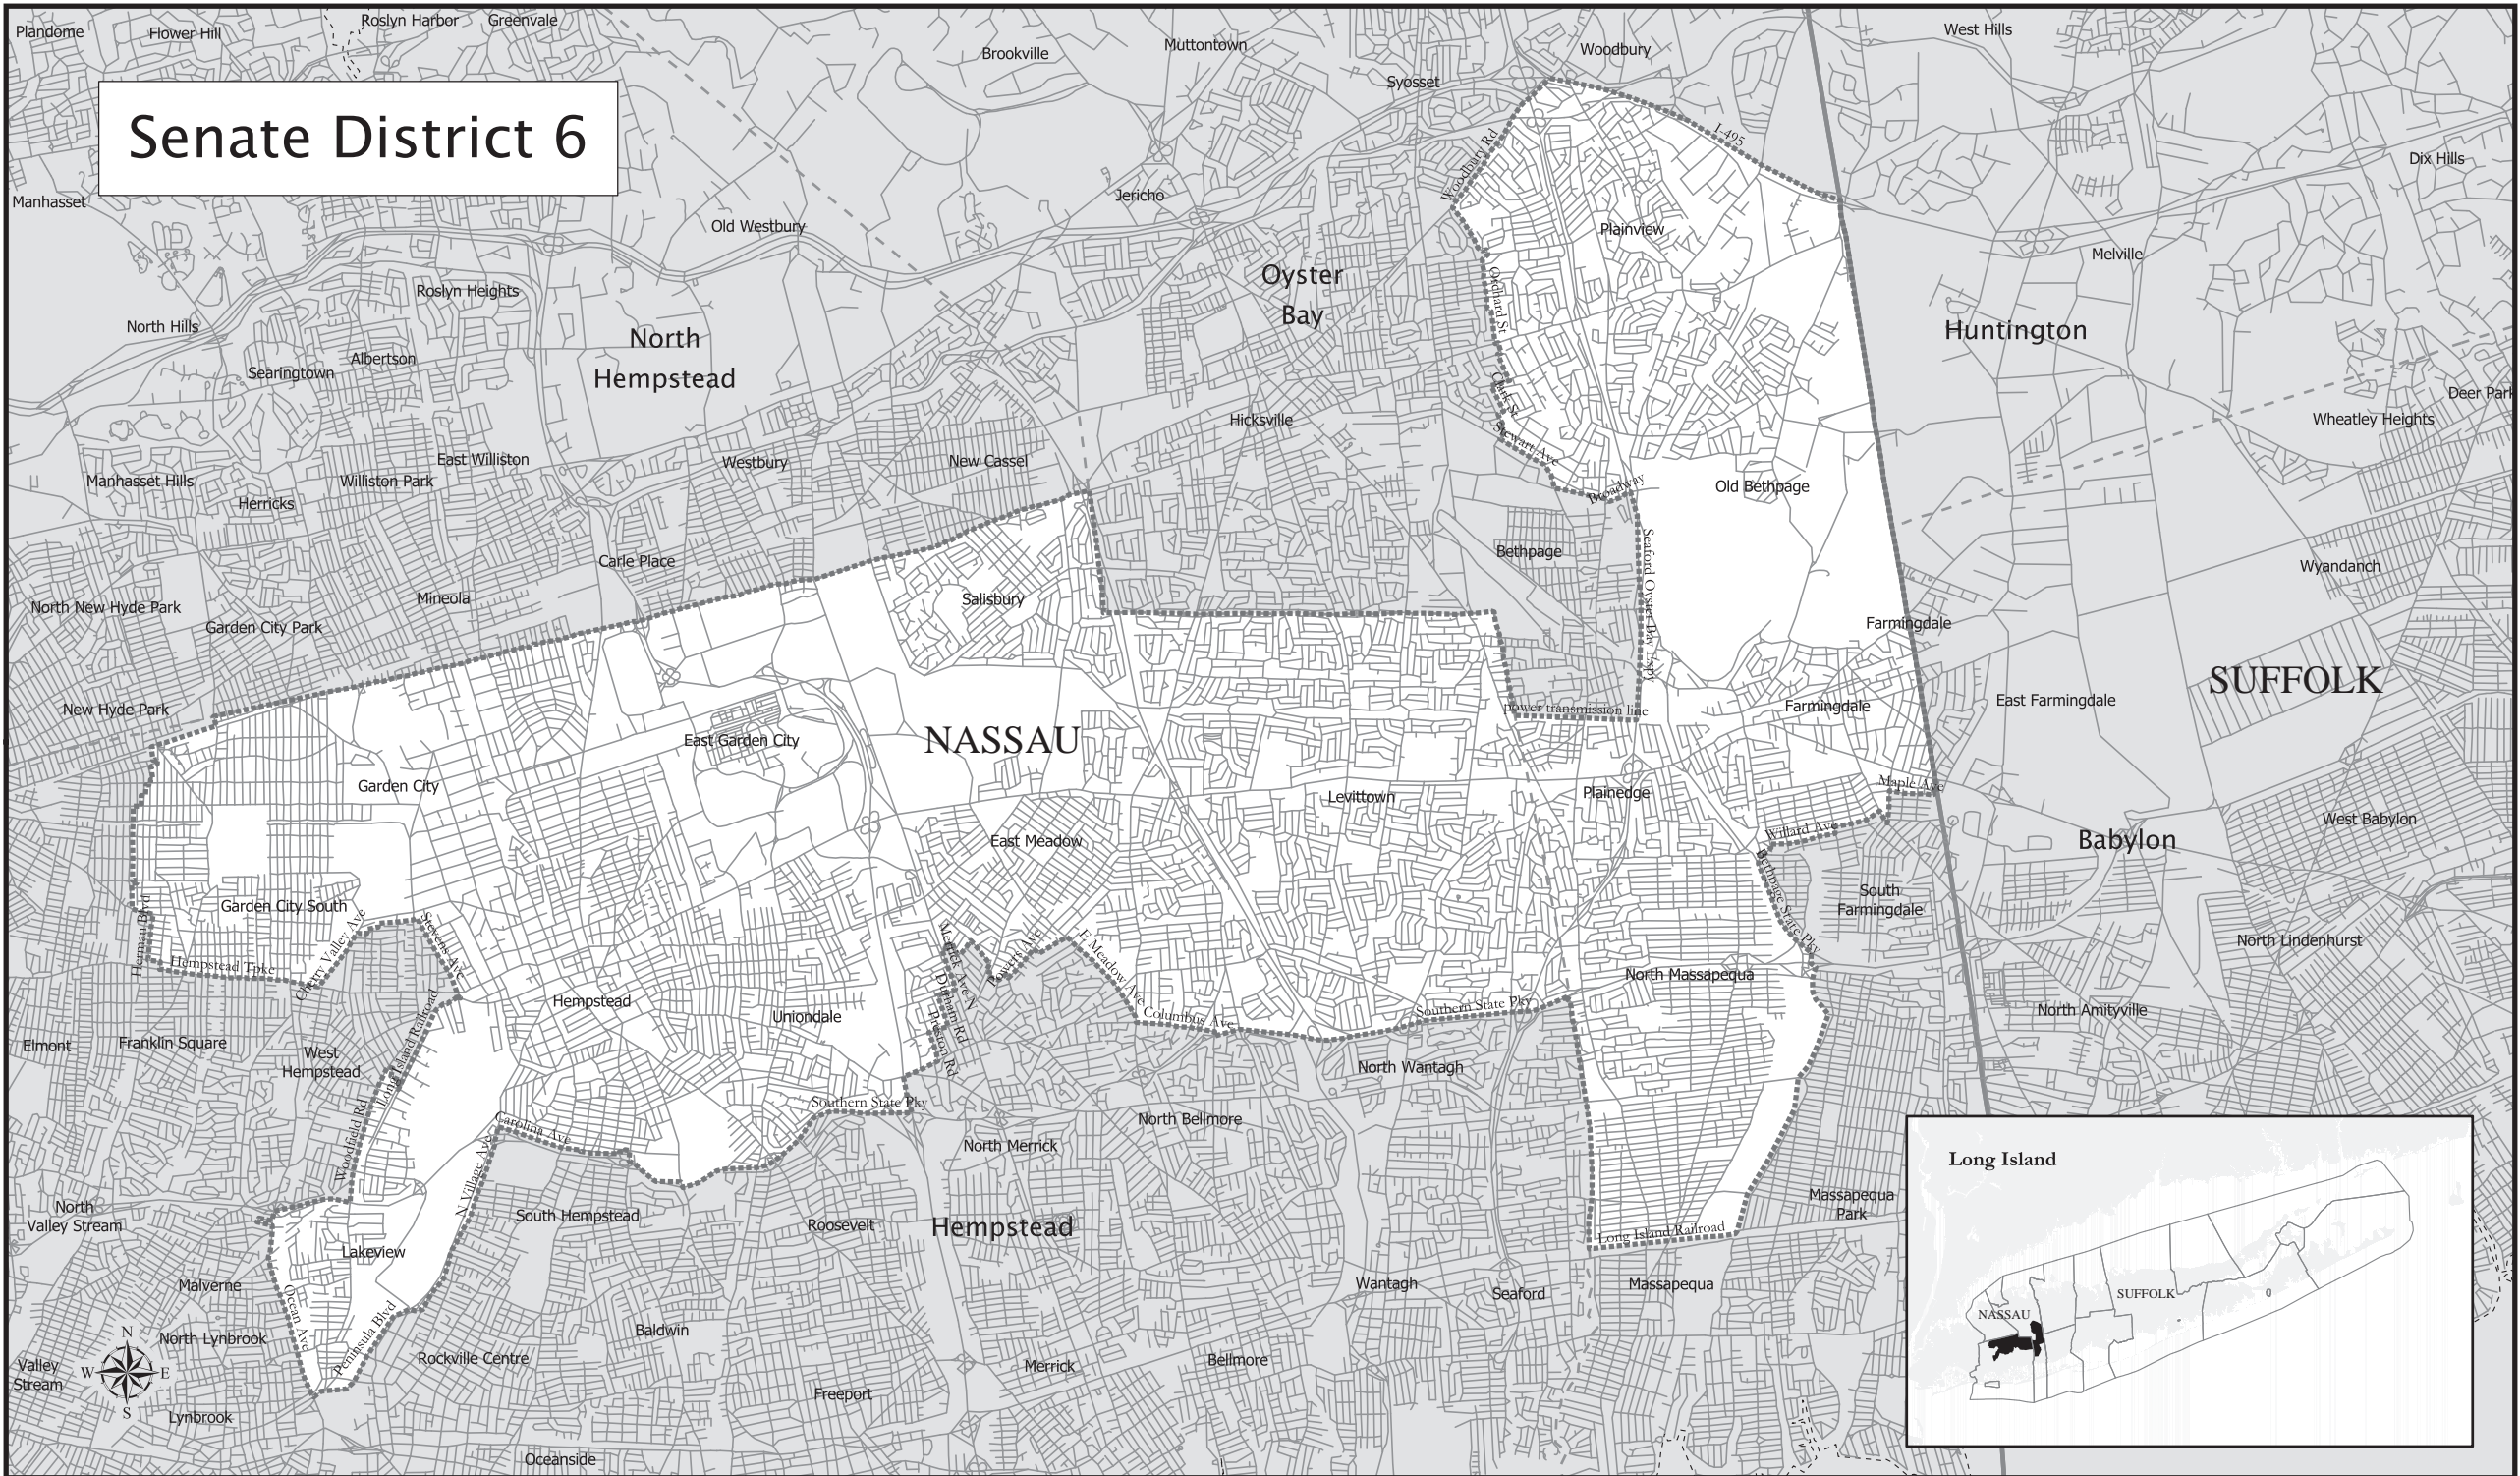 Plandome
Flower Hill
Roslyn Harbor
Greenvale
Brookville
Muttontown
Syosset
Woodbury
West Hills
Senate District 6
Woodbury Rd
I-495
Dix Hills
Manhasset
Jericho
Old Westbury
Plainview
Melville
Roslyn Heights
Oyster
Bay
Orchard St
North Hills
North
Hempstead
Huntington
Albertson
Searingtown
Clark St
Deer Park
Hicksville
Wheatley Heights
Stewart Ave
East Williston
Westbury
New Cassel
Manhasset Hills
Williston Park
Herricks
Broadway
Old Bethpage
Carle Place
Bethpage
Seaford Oyster Bay Expy
Wyandanch
North New Hyde Park
Mineola
Salisbury
Garden City Park
Farmingdale
SUFFOLK
New Hyde Park
power transmission line
Farmingdale
East Farmingdale
East Garden City
NASSAU
Garden City
Levittown
Plainedge
Maple Ave
West Babylon
East Meadow
Willard Ave
Babylon
Bethpage State Pky
South
Farmingdale
Garden City South
Herman Blvd
Hempstead Tpke
Cherry Valley Ave
Stevens Ave
Merrick Ave N
Durham Rd
Preston Rd
Powers Ave
E Meadow Ave
Columbus Ave
Southern State Pky
North Massapequa
North Lindenhurst
Hempstead
Uniondale
North Amityville
Elmont
Franklin Square
West
Hempstead
Long Island Railroad
Woodfield Rd
North Wantagh
Southern State Pky
Carolina Ave
N Village Ave
North Bellmore
North Merrick
North
Valley Stream
South Hempstead
Roosevelt
Hempstead
Massapequa
Park
Long Island Railroad
Lakeview
Malverne
Ocean Ave
Peninsula Blvd
Wantagh
Seaford
Massapequa
North Lynbrook
Baldwin
Rockville Centre
Merrick
Bellmore
Valley
Stream
Freeport
Lynbrook
Oceanside
N
W
E
S
Long Island
NASSAU
SUFFOLK